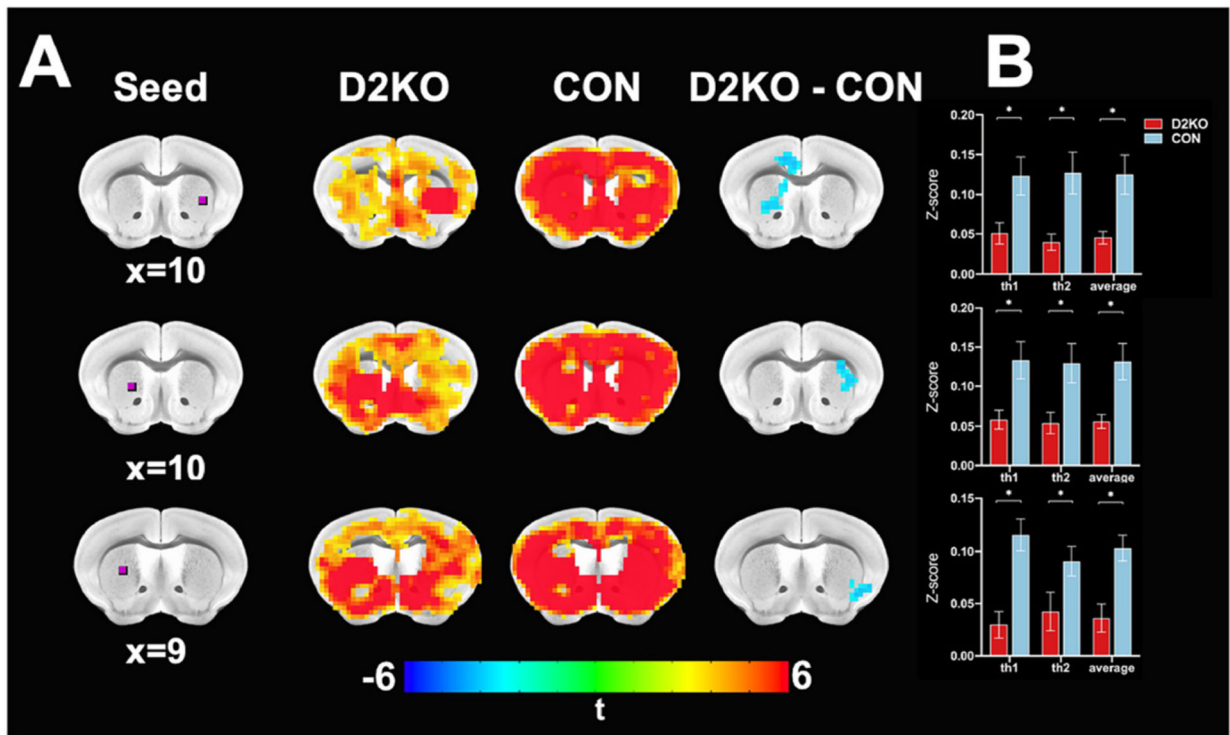 A
B
Seed D2KO CON D2KO - CON
x=10
x=10
x=9
-6 6
t
D2KO
CON
* * *
0.20
0.15
0.10
0.05
0.00
Z-score
th1 th2 average
* * *
0.20
0.15
0.10
0.05
0.00
Z-score
th1 th2 average
* * *
0.15
0.10
0.05
0.00
Z-score
th1 th2 average